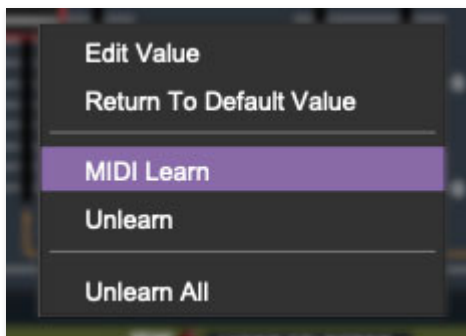 Edit Value
Return To Default Value
MIDI Learn
Unlearn
Unlearn All